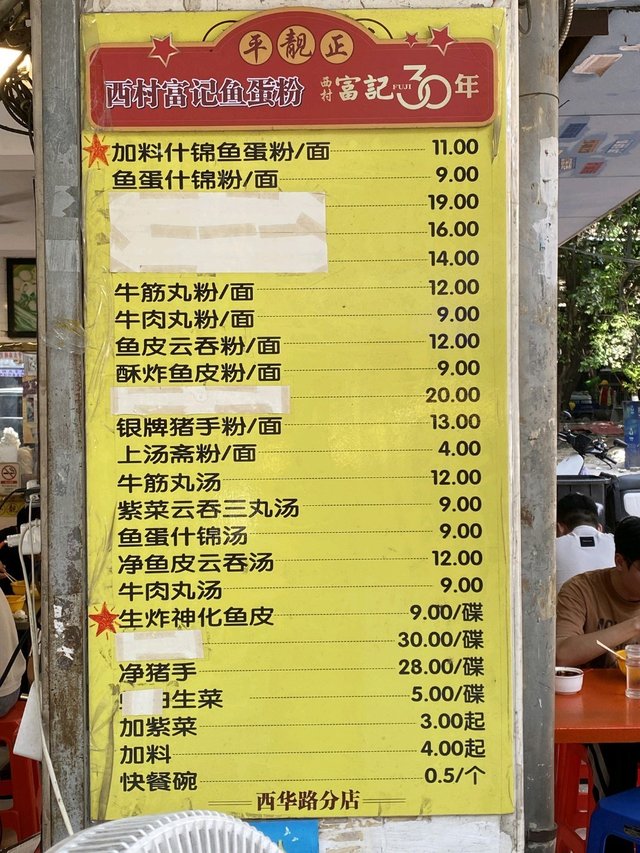 平靓正
西村富记鱼蛋粉 西村富記FUJI30年
加料什锦鱼蛋粉/面 11.00
鱼蛋什锦粉/面 9.00
19.00
16.00
14.00
牛筋丸粉/面 12.00
牛肉丸粉/面 9.00
鱼皮云吞粉/面 12.00
酥炸鱼皮粉/面 9.00
20.00
银牌猪手粉/面 13.00
上汤斋粉/面 4.00
牛筋丸汤 12.00
紫菜云吞三丸汤 9.00
鱼蛋什锦汤 9.00
净鱼皮云吞汤 12.00
牛肉丸汤 9.00
生炸神化鱼皮 9.00/碟
30.00/碟
净猪手 28.00/碟
生菜 5.00/碟
加紫菜 3.00起
加料 4.00起
快餐碗 0.5/个
西华路分店